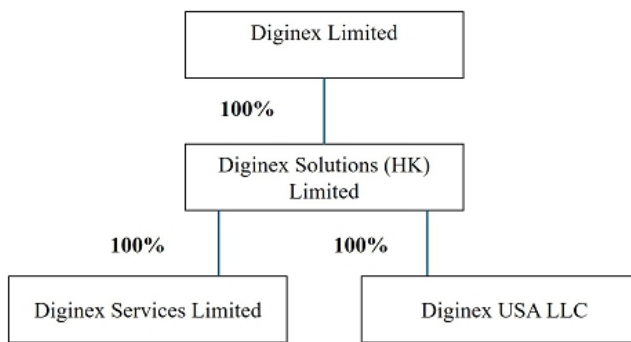 Diginex Limited
100%
Diginex Solutions (HK)
Limited
100%
100%
Diginex Services Limited
Diginex USA LLC